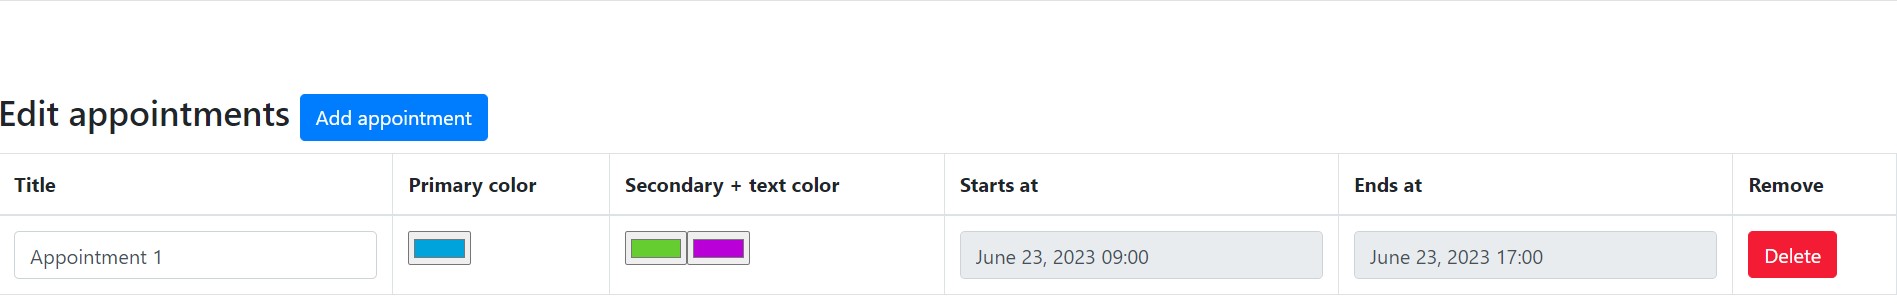 Edit appointments Add appointment
Title Primary color Secondary + text color Starts at Ends at Remove
Appointment 1 June 23, 2023 09:00 June 23, 2023 17:00 Delete